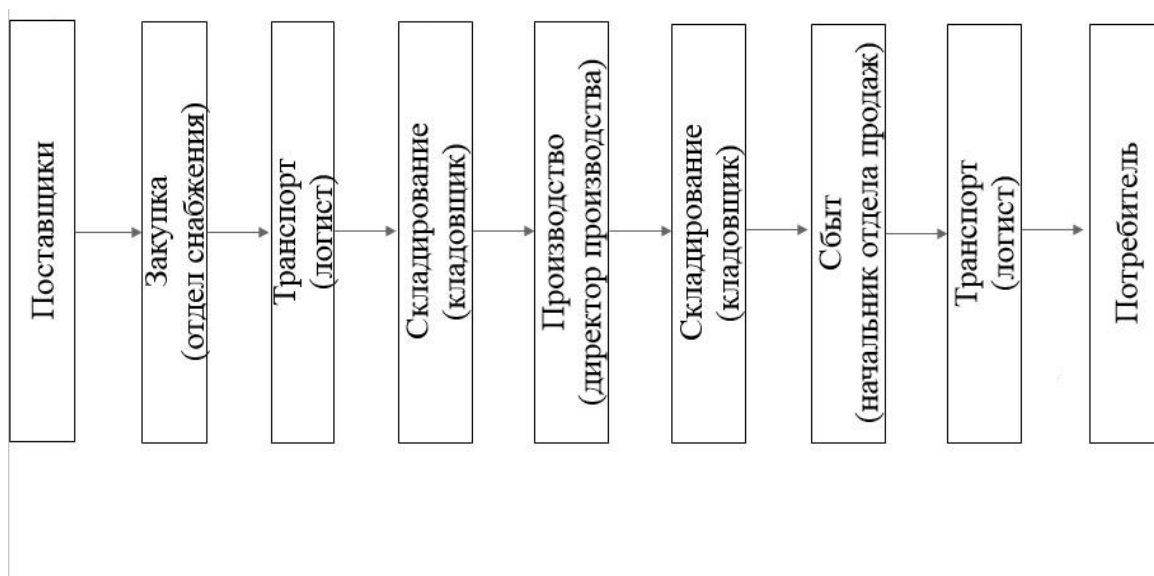 Поставщики
Закупка
(отдел снабжения)
Транспорт
(логист)
Складирование
(кладовщик)
Производство
(директор производства)
Складирование
(кладовщик)
Сбыт
(начальник отдела продаж)
Транспорт
(логист)
Потребитель